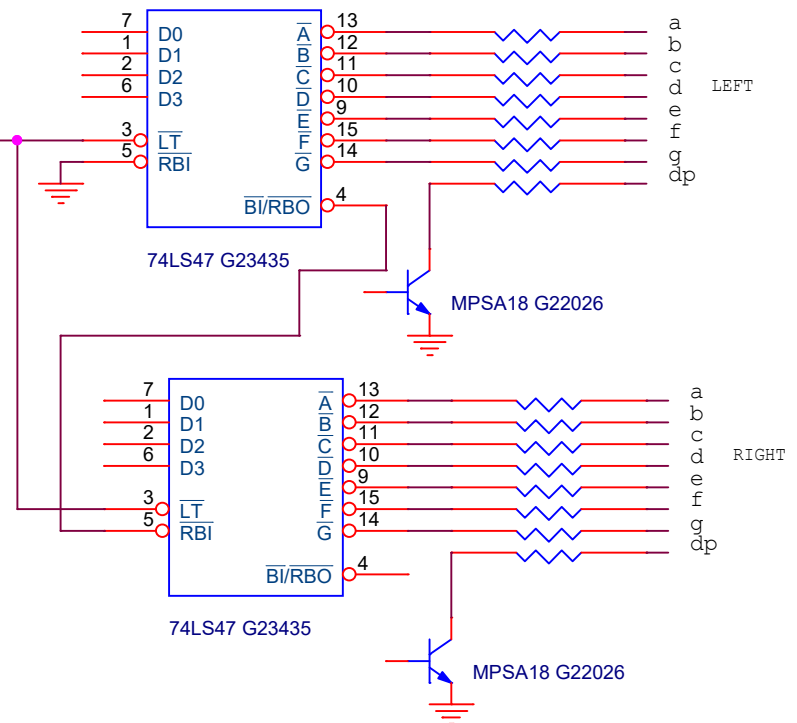 7 D0 A 13 a
1 D1 B 12 b
2 D2 C 11 c
6 D3 D 10 d LEFT
E 9 e
3 LT F 15 f
5 RBI G 14 g
dp
BI/RBO 4
74LS47 G23435
MPSA18 G22026
7 D0 A 13 a
1 D1 B 12 b
2 D2 C 11 c
6 D3 D 10 d RIGHT
E 9 e
3 LT F 15 f
5 RBI G 14 g
dp
BI/RBO 4
74LS47 G23435
MPSA18 G22026